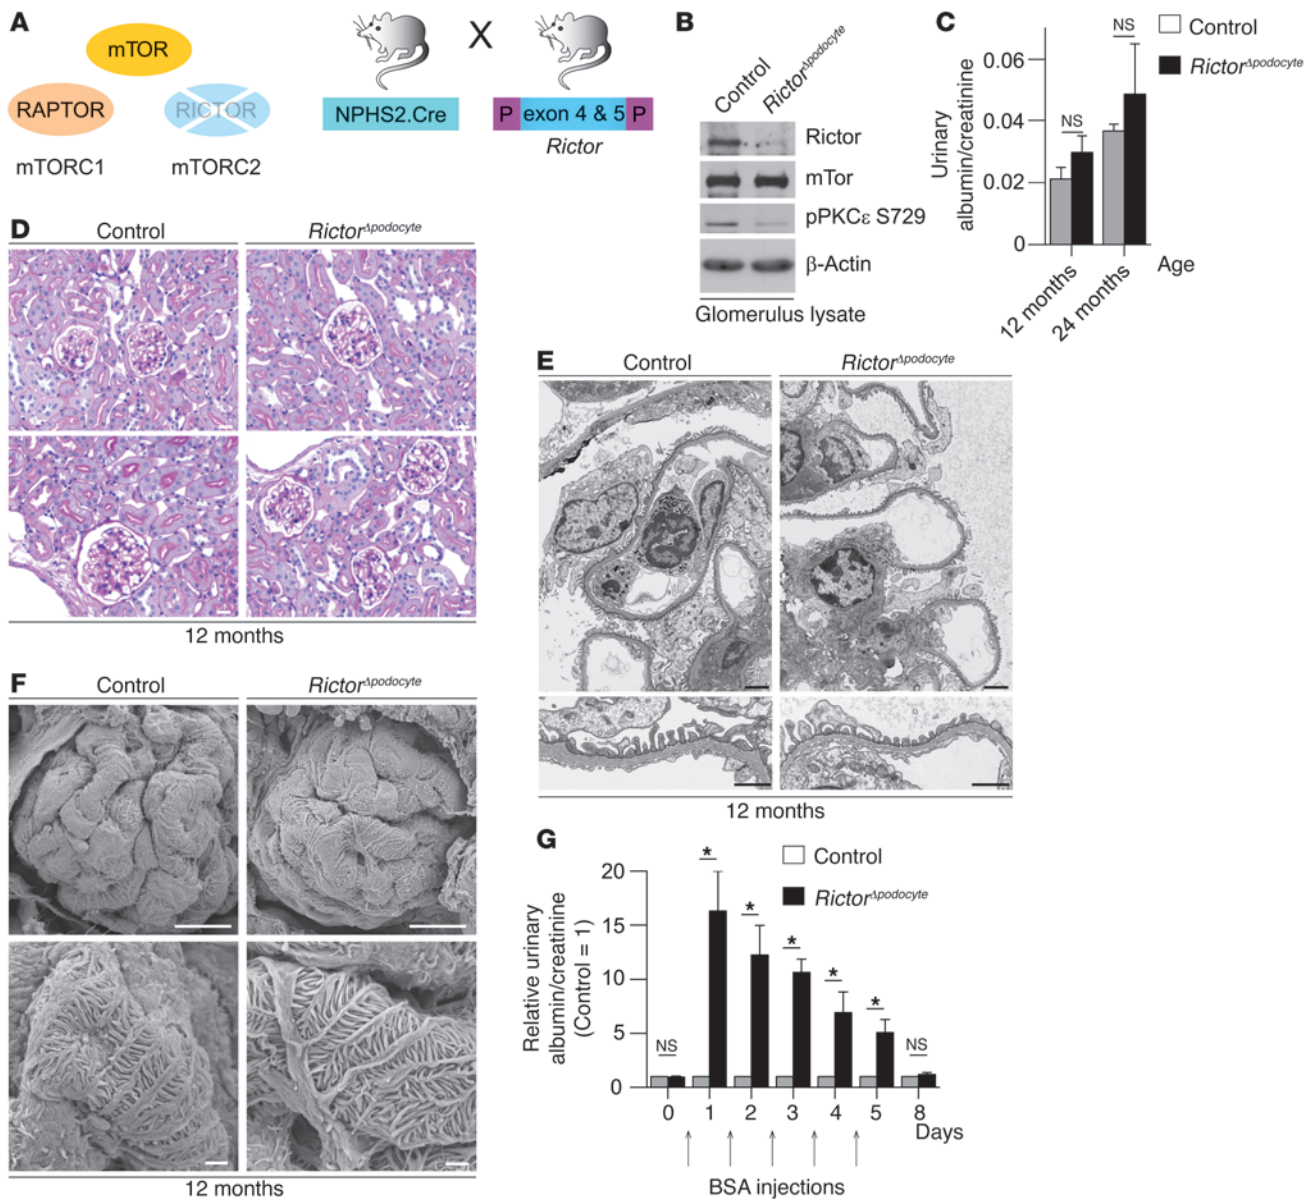 A
mTOR
RAPTOR
RICTOR
mTORC1
mTORC2
X
NPHS2.Cre
P exon 4 & 5 P
Rictor
B
Control
RictorΔpodocyte
Rictor
mTor
pPKCε S729
β-Actin
Glomerulus lysate
C
Control
RictorΔpodocyte
Urinary
albumin/creatinine
0.06
0.04
0.02
0
NS
NS
12 months
24 months
Age
D
Control
RictorΔpodocyte
12 months
E
Control
RictorΔpodocyte
12 months
F
Control
RictorΔpodocyte
12 months
G
Control
RictorΔpodocyte
Relative urinary
albumin/creatinine
(Control = 1)
20
15
10
5
0
NS
*
*
*
*
*
NS
0 1 2 3 4 5 8
Days
BSA injections